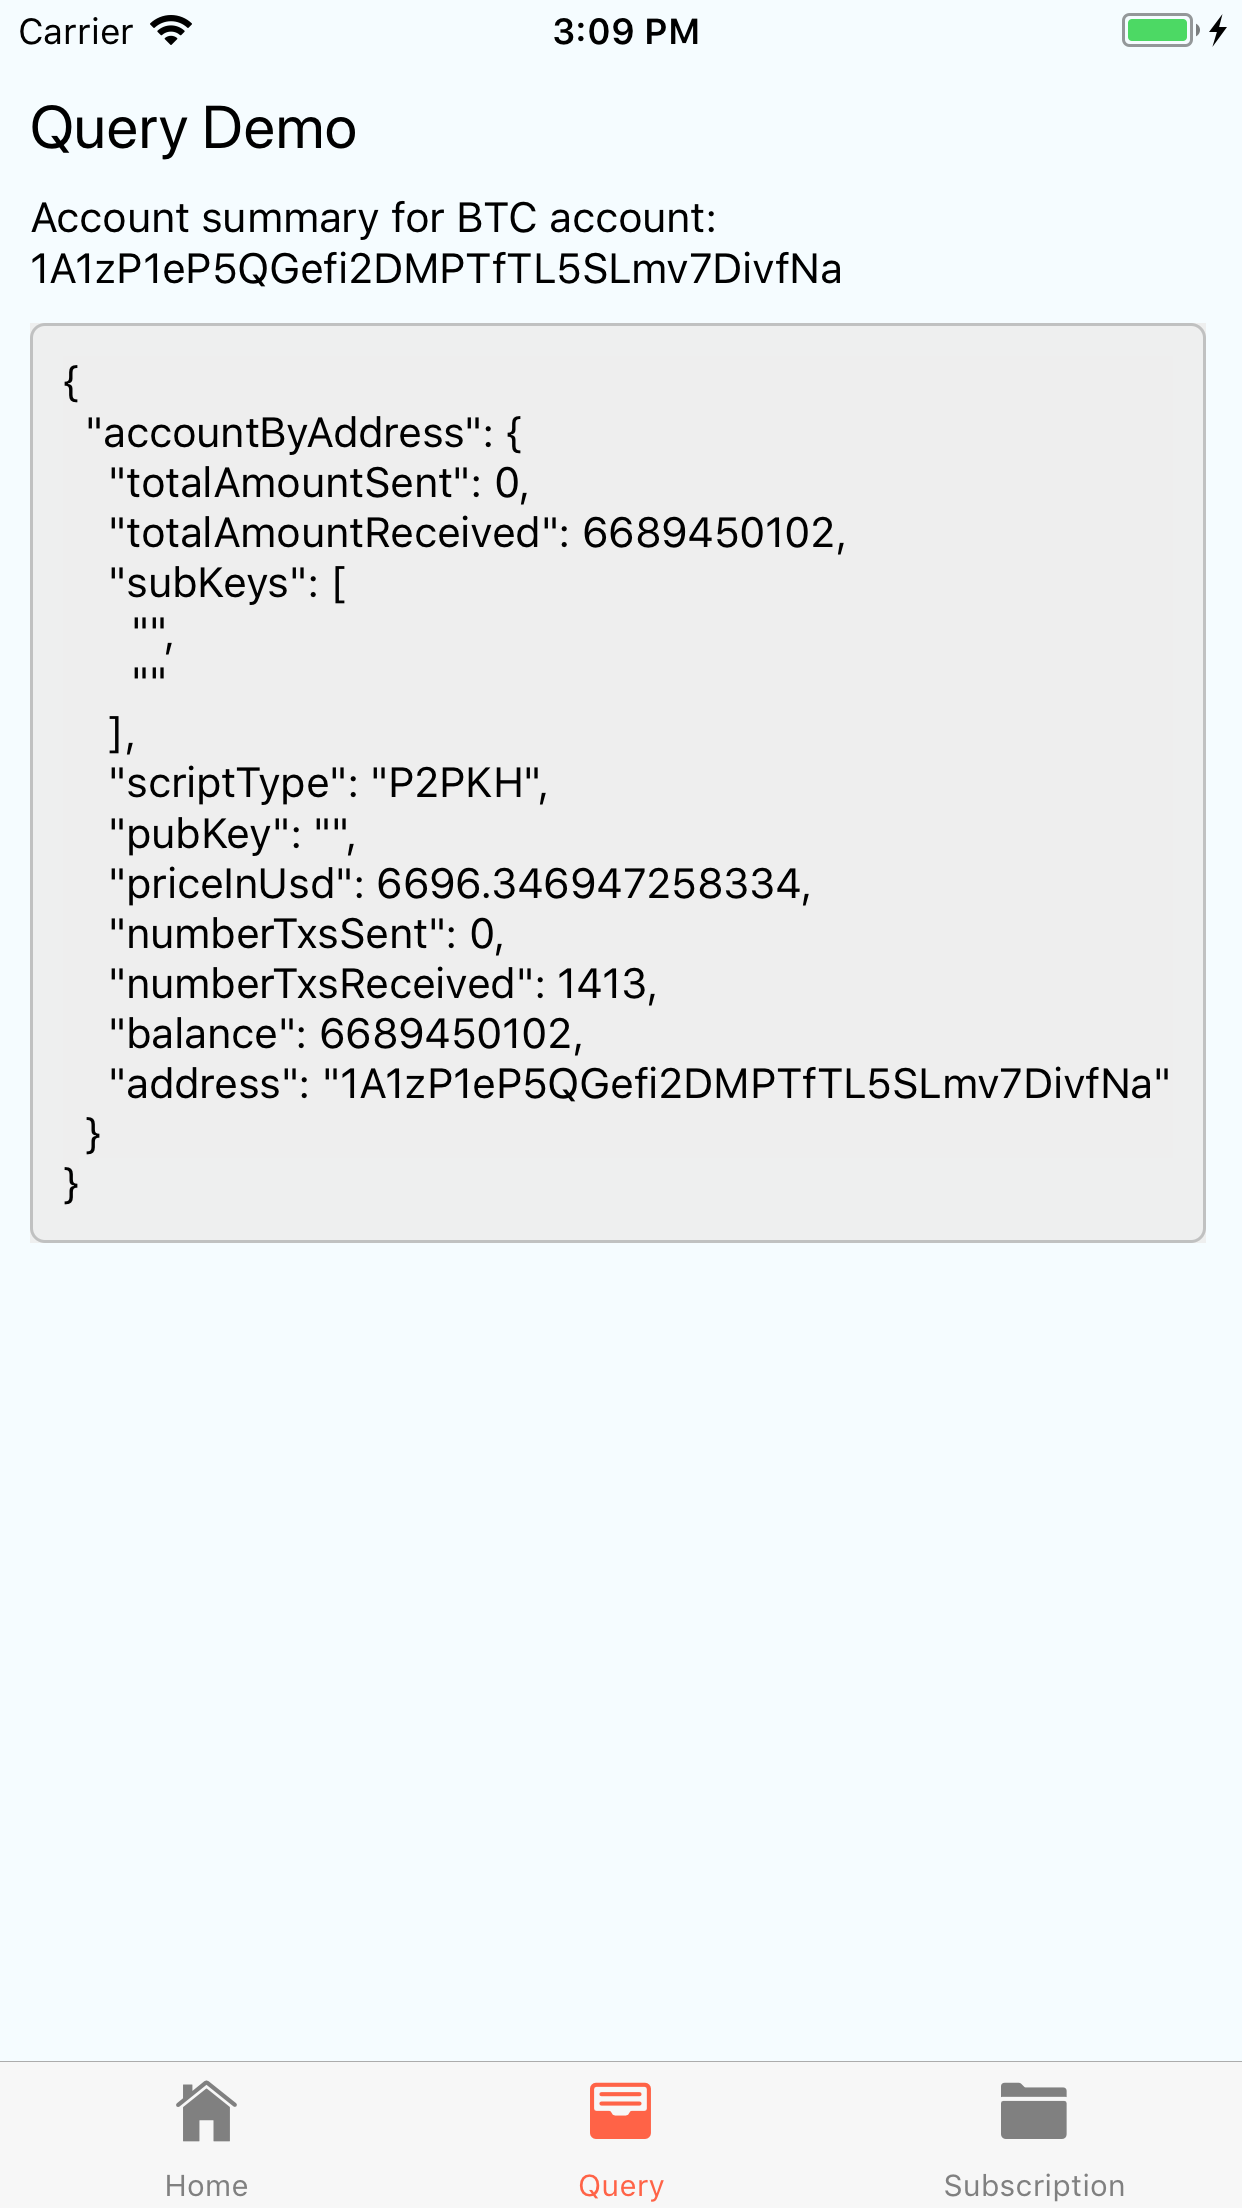 Carrier 3:09 PM
Query Demo
Account summary for BTC account:
1A1zP1eP5QGefi2DMPTfTL5SLmv7DivfNa
{
"accountByAddress": {
"totalAmountSent": 0,
"totalAmountReceived": 6689450102,
"subKeys": [
"",
""
],
"scriptType": "P2PKH",
"pubKey": "",
"priceInUsd": 6696.346947258334,
"numberTxsSent": 0,
"numberTxsReceived": 1413,
"balance": 6689450102,
"address": "1A1zP1eP5QGefi2DMPTfTL5SLmv7DivfNa"
}
}
Home Query Subscription